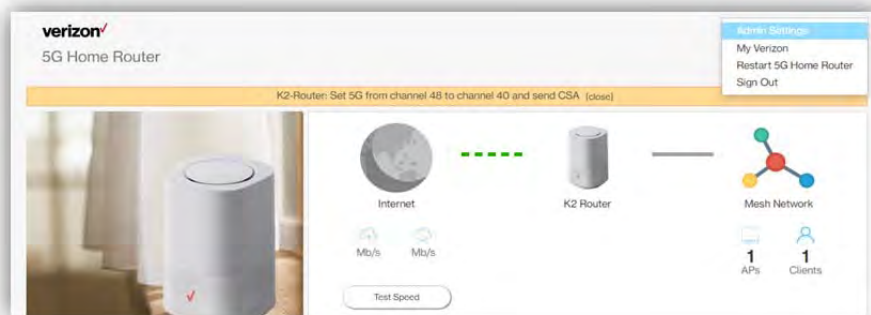 verizon✓
5G Home Router
Admin Settings
My Verizon
Restart 5G Home Router
Sign Out
K2-Router: Set 5G from channel 48 to channel 40 and send CSA [close]
Internet
K2 Router
Mesh Network
Mb/s
Mb/s
1
APs
1
Clients
Test Speed